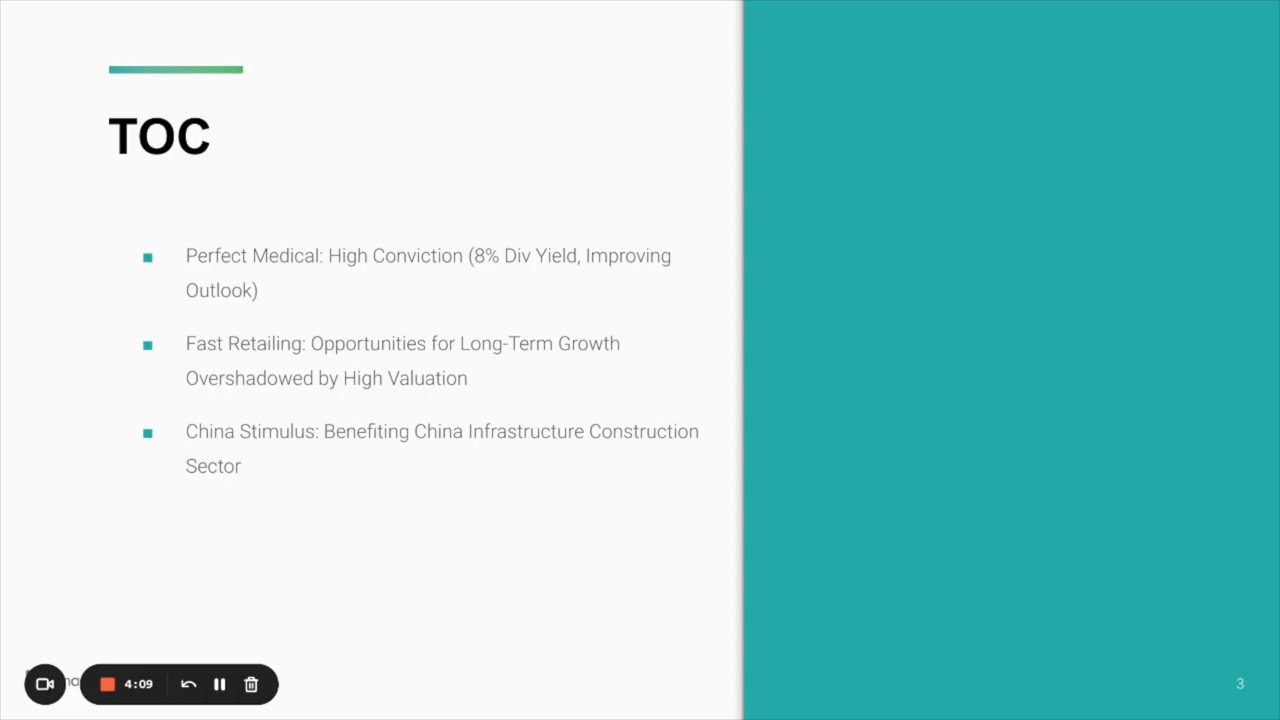 TOC
Perfect Medical: High Conviction (8% Div Yield, Improving
Outlook)
Fast Retailing: Opportunities for Long-Term Growth
Overshadowed by High Valuation
China Stimulus: Benefiting China Infrastructure Construction
Sector
4:09
3